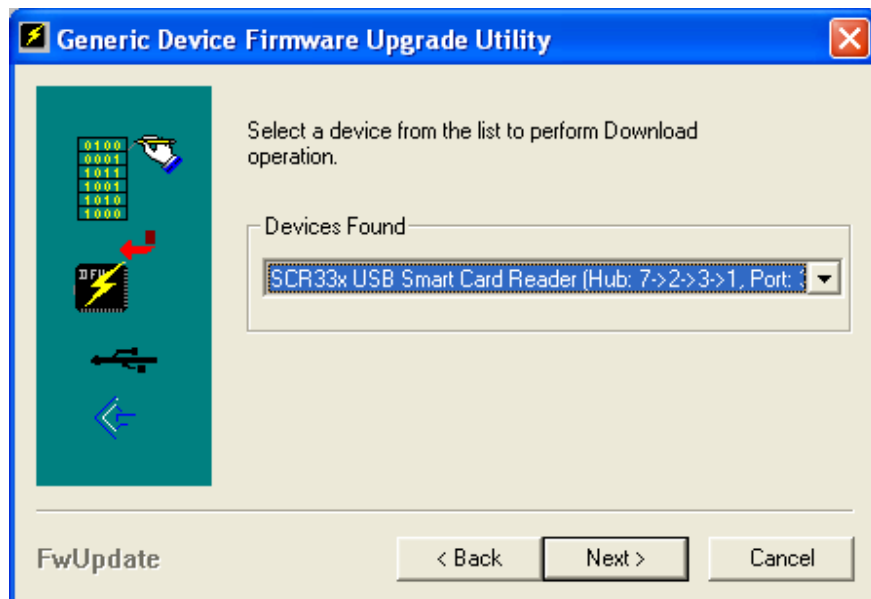 Generic Device Firmware Upgrade Utility
0100
0001
1011
1001
1010
1000
Select a device from the list to perform Download
operation.
Devices Found
SCR33x USB Smart Card Reader (Hub: 7->2->3->1, Port:
FwUpdate
< Back
Next >
Cancel